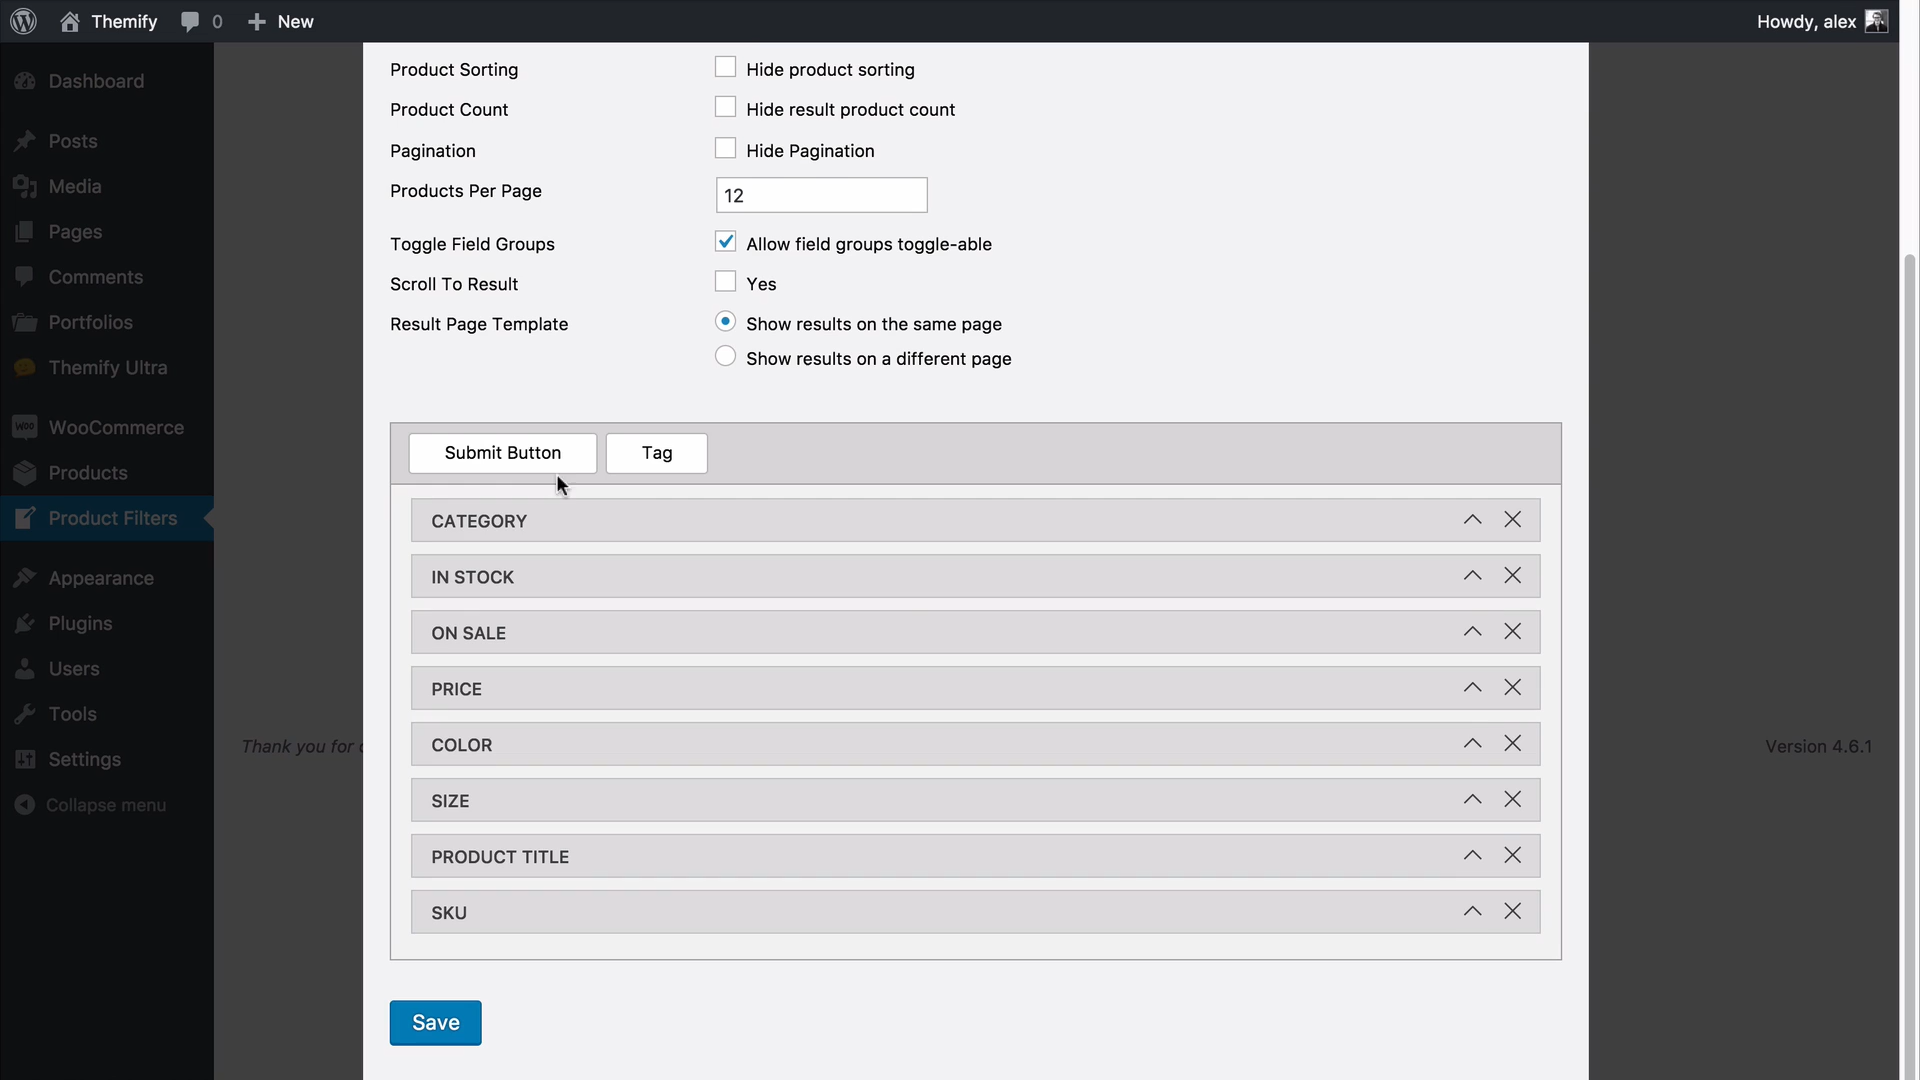 Themify 0 New Howdy, alex
Dashboard
Posts
Media
Pages
Comments
Portfolios
Themify Ultra
WOO WooCommerce
Products
Product Filters
Appearance
Plugins
Users
Tools
Settings
Collapse menu
Product Sorting Hide product sorting
Product Count Hide result product count
Pagination Hide Pagination
Products Per Page 12
Toggle Field Groups Allow field groups toggle-able
Scroll To Result Yes
Result Page Template Show results on the same page
Show results on a different page
Submit Button Tag
CATEGORY
IN STOCK
ON SALE
PRICE
COLOR
SIZE
PRODUCT TITLE
SKU
Thank you for
Version 4.6.1
Save